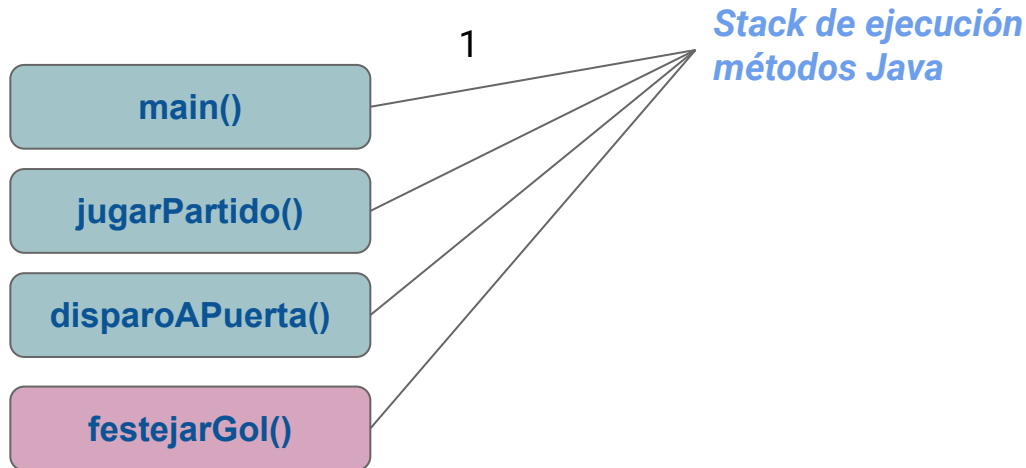 1
Stack de ejecución
métodos Java
main()
jugarPartido()
disparoAPuerta()
festejarGol()